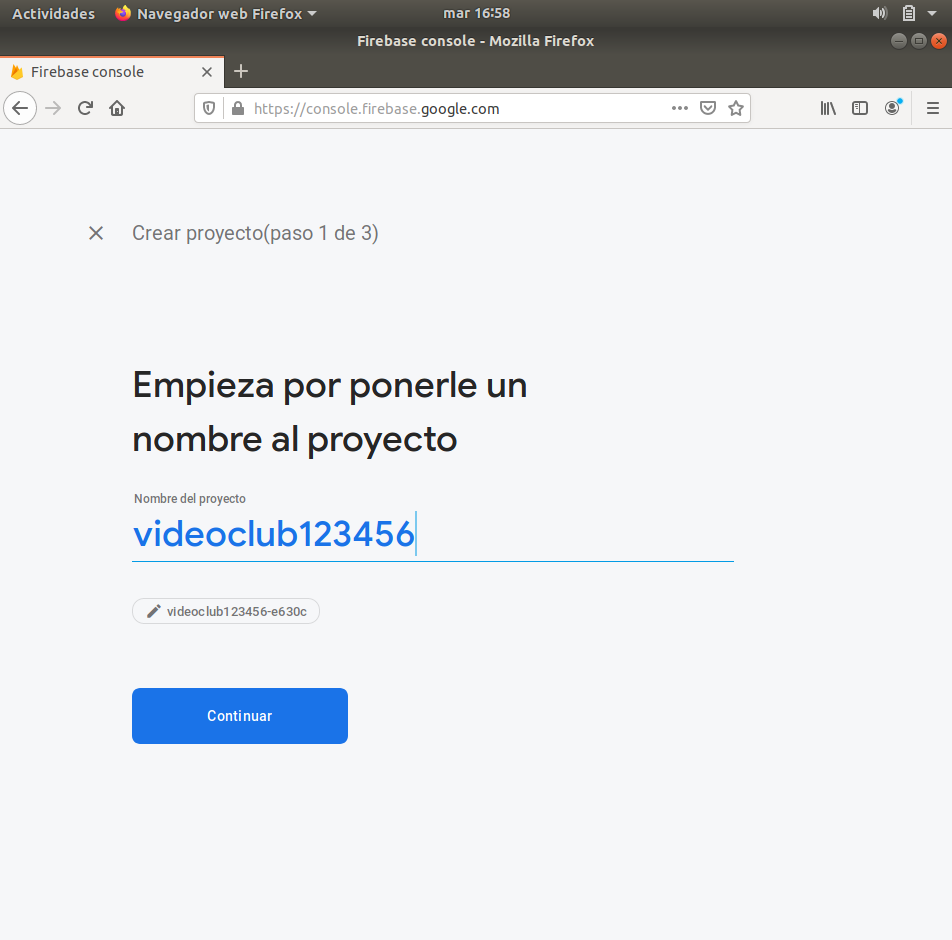 Actividades Navegador web Firefox mar 16:58
Firebase console - Mozilla Firefox
Firebase console
https://console.firebase.google.com
Crear proyecto(paso 1 de 3)
Empieza por ponerle un
nombre al proyecto
Nombre del proyecto
videoclub123456
videoclub123456-e630c
Continuar